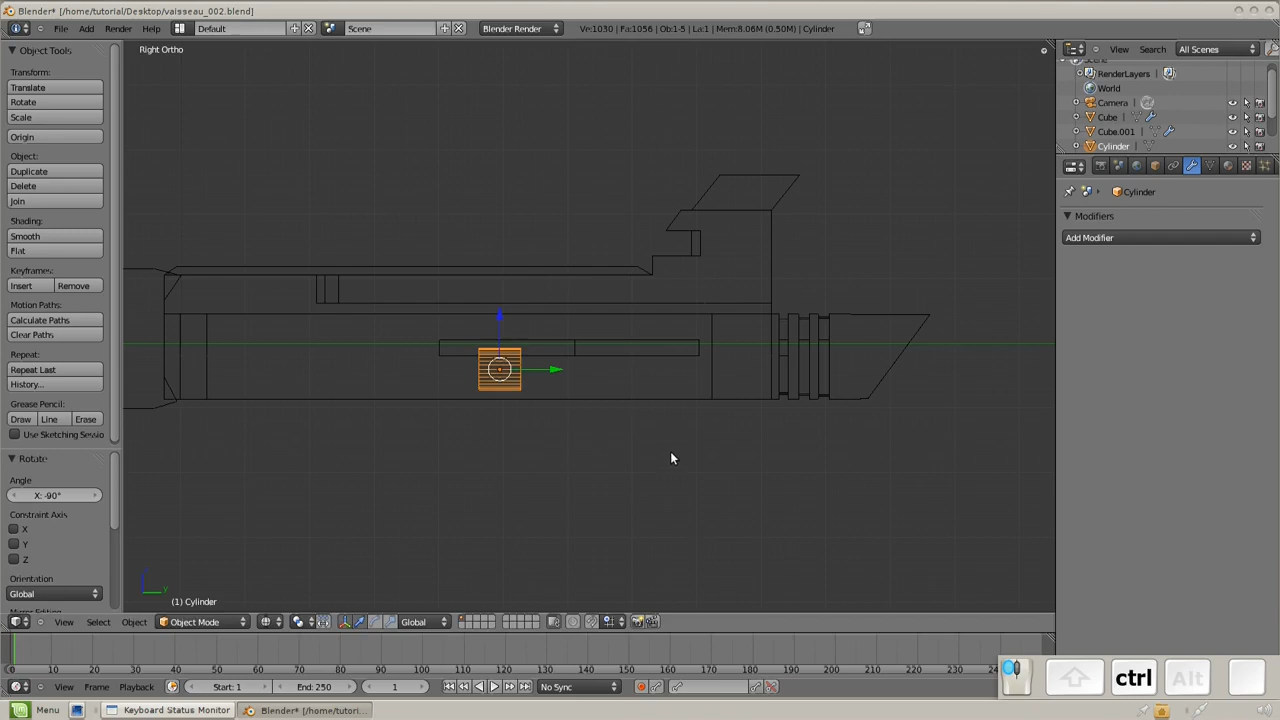 Blender* [/home/tutorial/Desktop/vaisseau_002.blend]
File Add Render Help Default Scene Blender Render Ve:1030 | Fa:1056 | Ob:1-5 | La:1 | Mem:8.06M (0.50M) | Cylinder
Object Tools
Transform:
Translate
Rotate
Scale
Origin
Object:
Duplicate
Delete
Join
Shading:
Smooth
Flat
Keyframes:
Insert Remove
Motion Paths:
Calculate Paths
Clear Paths
Repeat:
Repeat Last
History...
Grease Pencil:
Draw Line Erase
Use Sketching Sessio
Rotate
Angle
X: -90°
Constraint Axis
X
Y
Z
Orientation
Global
Right Ortho
y
(1) Cylinder
View Select Object Object Mode Global
View Search All Scenes
RenderLayers
World
Camera
Cube
Cube.001
Cylinder
Cylinder
Modifiers
Add Modifier
0 10 20 30 40 50 60 70 80 90 100 110 120 130 140 150 160 170 180 190 200 210 220 230
View Frame Playback Start: 1 End: 250 1 No Sync
ctrl Alt
Menu Keyboard Status Monitor Blender* [/home/tutori...